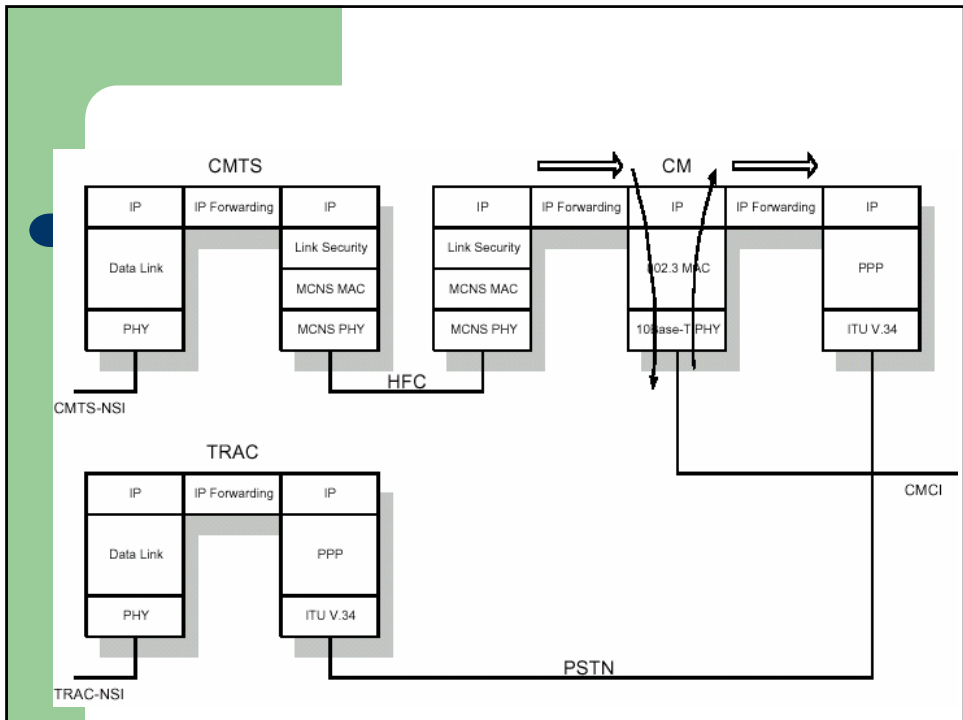 CMTS
CM
IP
IP Forwarding
IP
Data Link
Link Security
MCNS MAC
PHY
MCNS PHY
IP
IP Forwarding
IP
IP Forwarding
IP
Link Security
802.3 MAC
PPP
MCNS MAC
MCNS PHY
10Base-T PHY
ITU V.34
HFC
CMTS-NSI
TRAC
IP
IP Forwarding
IP
CMCI
Data Link
PPP
PHY
ITU V.34
PSTN
TRAC-NSI